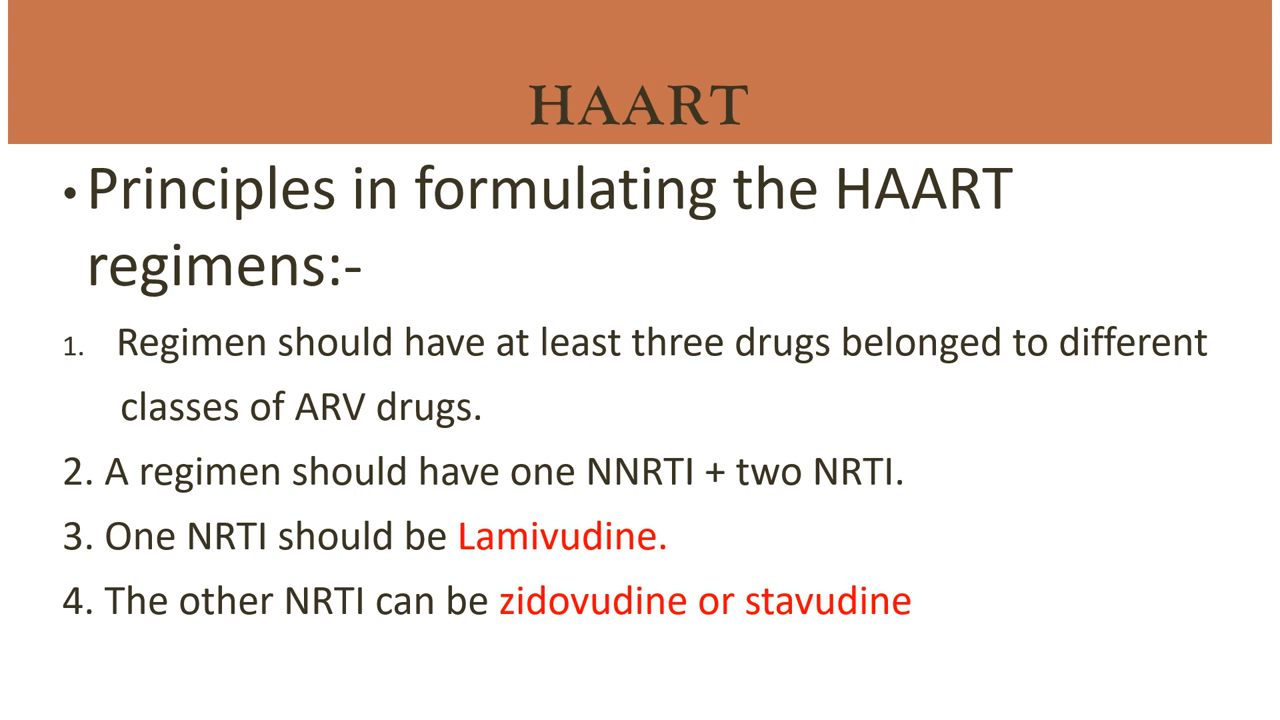 HAART
• Principles in formulating the HAART
regimens:-
1. Regimen should have at least three drugs belonged to different
classes of ARV drugs.
2. A regimen should have one NNRTI + two NRTI.
3. One NRTI should be Lamivudine.
4. The other NRTI can be zidovudine or stavudine